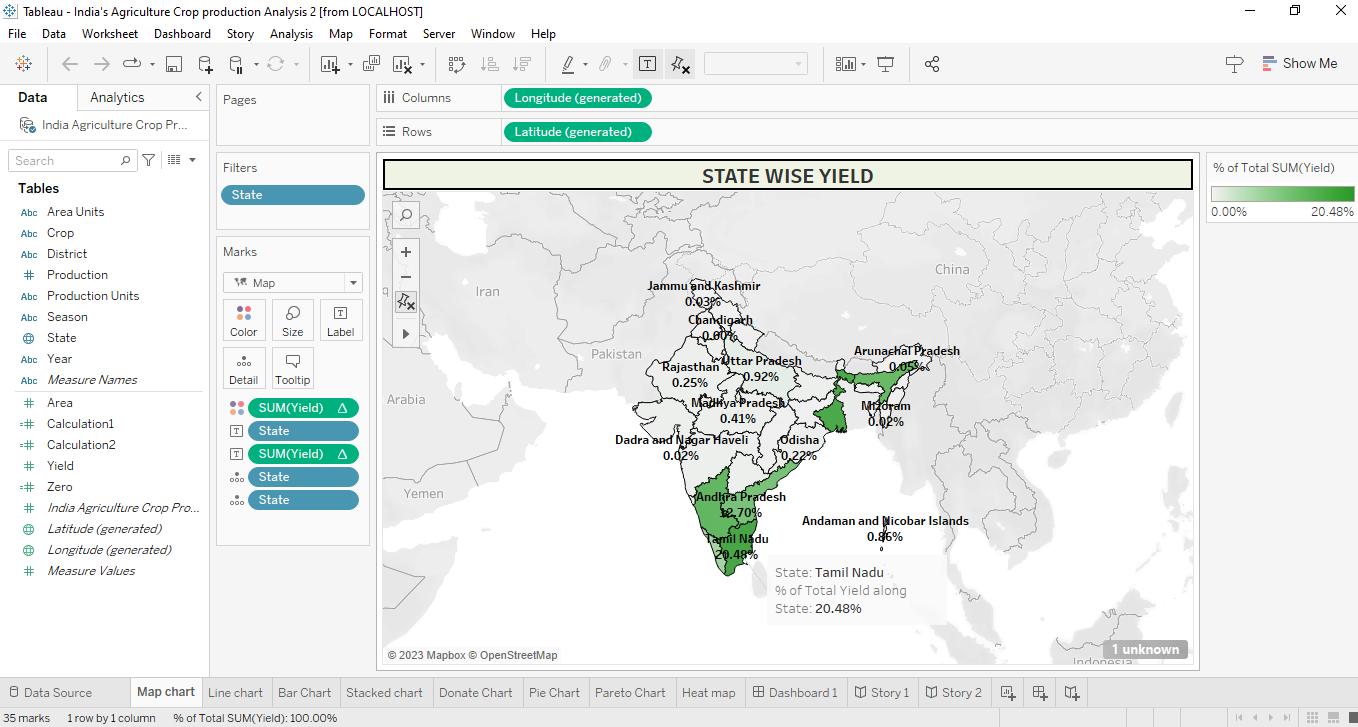 Tableau - India's Agriculture Crop production Analysis 2 [from LOCALHOST]
File Data Worksheet Dashboard Story Analysis Map Format Server Window Help
Show Me
Data Analytics
India Agriculture Crop Pr...
Search
Tables
Abc Area Units
Abc Crop
Abc District
# Production
Abc Production Units
Abc Season
State
Abc Year
Abc Measure Names
# Area
=# Calculation1
=# Calculation2
# Yield
=# Zero
# India Agriculture Crop Pro...
Latitude (generated)
Longitude (generated)
# Measure Values
Pages
Filters
State
Marks
Map
Color Size Label
Detail Tooltip
SUM(Yield) Δ
State
SUM(Yield) Δ
State
State
Columns Longitude (generated)
Rows Latitude (generated)
STATE WISE YIELD
China
Iran
Jammu and Kashmir
0.03%
Chandigarh
0.00%
Pakistan
Arunachal Pradesh
0.05%
Uttar Pradesh
0.92%
Rajasthan
0.25%
Arabia
Madhya Pradesh
0.41%
Mizoram
0.02%
Dadra and Nagar Haveli
0.02%
Odisha
0.22%
Yemen
Andhra Pradesh
12.70%
Andaman and Nicobar Islands
0.86%
Tamil Nadu
20.48%
State: Tamil Nadu
% of Total Yield along
State: 20.48%
1 unknown
© 2023 Mapbox © OpenStreetMap
Indonesia
% of Total SUM(Yield)
0.00% 20.48%
Data Source Map chart Line chart Bar Chart Stacked chart Donate Chart Pie Chart Pareto Chart Heat map Dashboard 1 Story 1 Story 2
35 marks 1 row by 1 column % of Total SUM(Yield): 100.00%